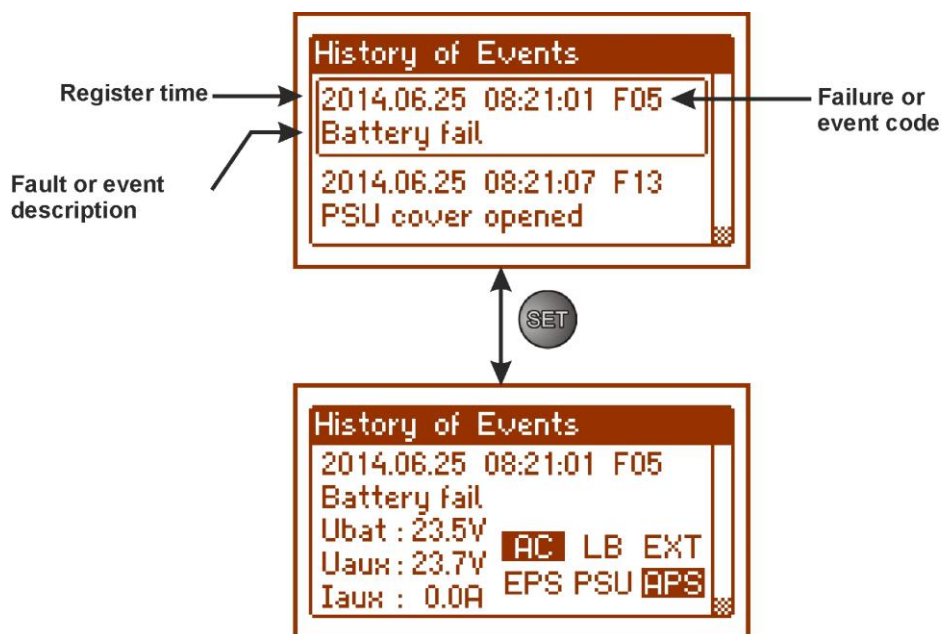 History of Events
Register time
2014.06.25 08:21:01 F05
Failure or
event code
Battery fail
Fault or event
description
2014.06.25 08:21:07 F13
PSU cover opened
SET
History of Events
2014.06.25 08:21:01 F05
Battery fail
Ubat : 23.5V
AC LB EXT
Uaux : 23.7V
EPS PSU APS
Iaux : 0.0A